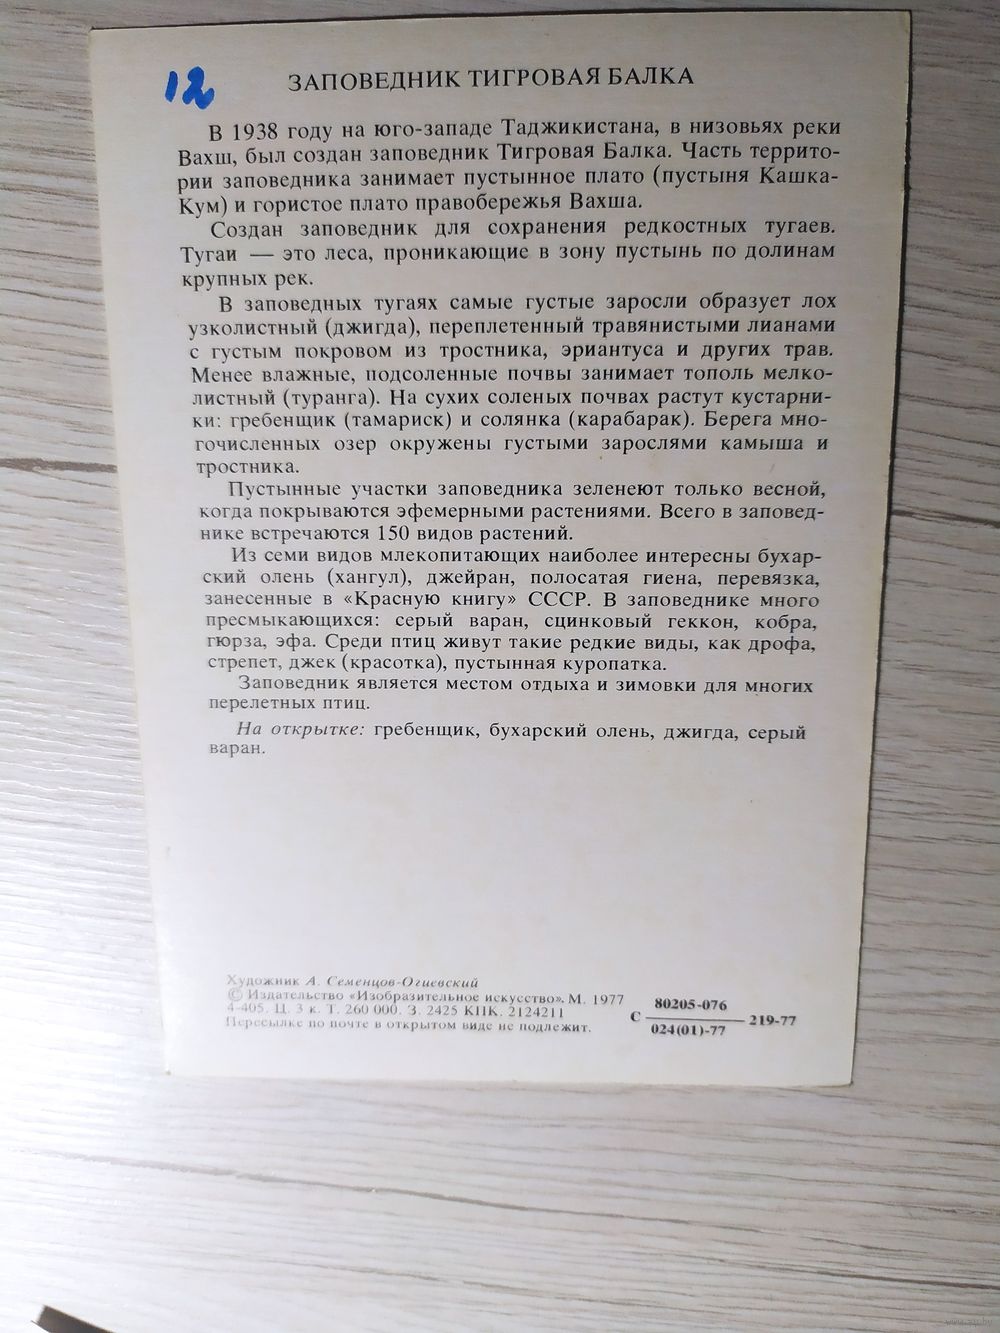 12
ЗАПОВЕДНИК ТИГРОВАЯ БАЛКА
В 1938 году на юго-западе Таджикистана, в низовьях реки
Вахш, был создан заповедник Тигровая Балка. Часть террито-
рии заповедника занимает пустынное плато (пустыня Кашка-
Кум) и гористое плато правобережья Вахша.
Создан заповедник для сохранения редкостных тугаев.
Тугаи — это леса, проникающие в зону пустынь по долинам
крупных рек.
В заповедных тугаях самые густые заросли образует лох
узколистный (джигда), переплетенный травянистыми лианами
с густым покровом из тростника, эриантуса и других трав.
Менее влажные, подсоленные почвы занимает тополь мелко-
листный (туранга). На сухих соленых почвах растут кустарни-
ки: гребенщик (тамариск) и солянка (карабарак). Берега мно-
гочисленных озер окружены густыми зарослями камыша и
тростника.
Пустынные участки заповедника зеленеют только весной,
когда покрываются эфемерными растениями. Всего в заповед-
нике встречаются 150 видов растений.
Из семи видов млекопитающих наиболее интересны бухар-
ский олень (хангул), джейран, полосатая гиена, перевязка,
занесенные в «Красную книгу» СССР. В заповеднике много
пресмыкающихся: серый варан, сцинковый геккон, кобра,
гюрза, эфа. Среди птиц живут такие редкие виды, как дрофа,
стрепет, джек (красотка), пустынная куропатка.
Заповедник является местом отдыха и зимовки для многих
перелетных птиц.
На открытке: гребенщик, бухарский олень, джигда, серый
варан.
Художник А. Семенцов-Огиевский
© Издательство «Изобразительное искусство». М. 1977
4-405. Ц. 3 к. Т. 260 000. З. 2425 КПК. 2124211
Пересылке по почте в открытом виде не подлежит.
80205-076
С 219-77
024(01)-77